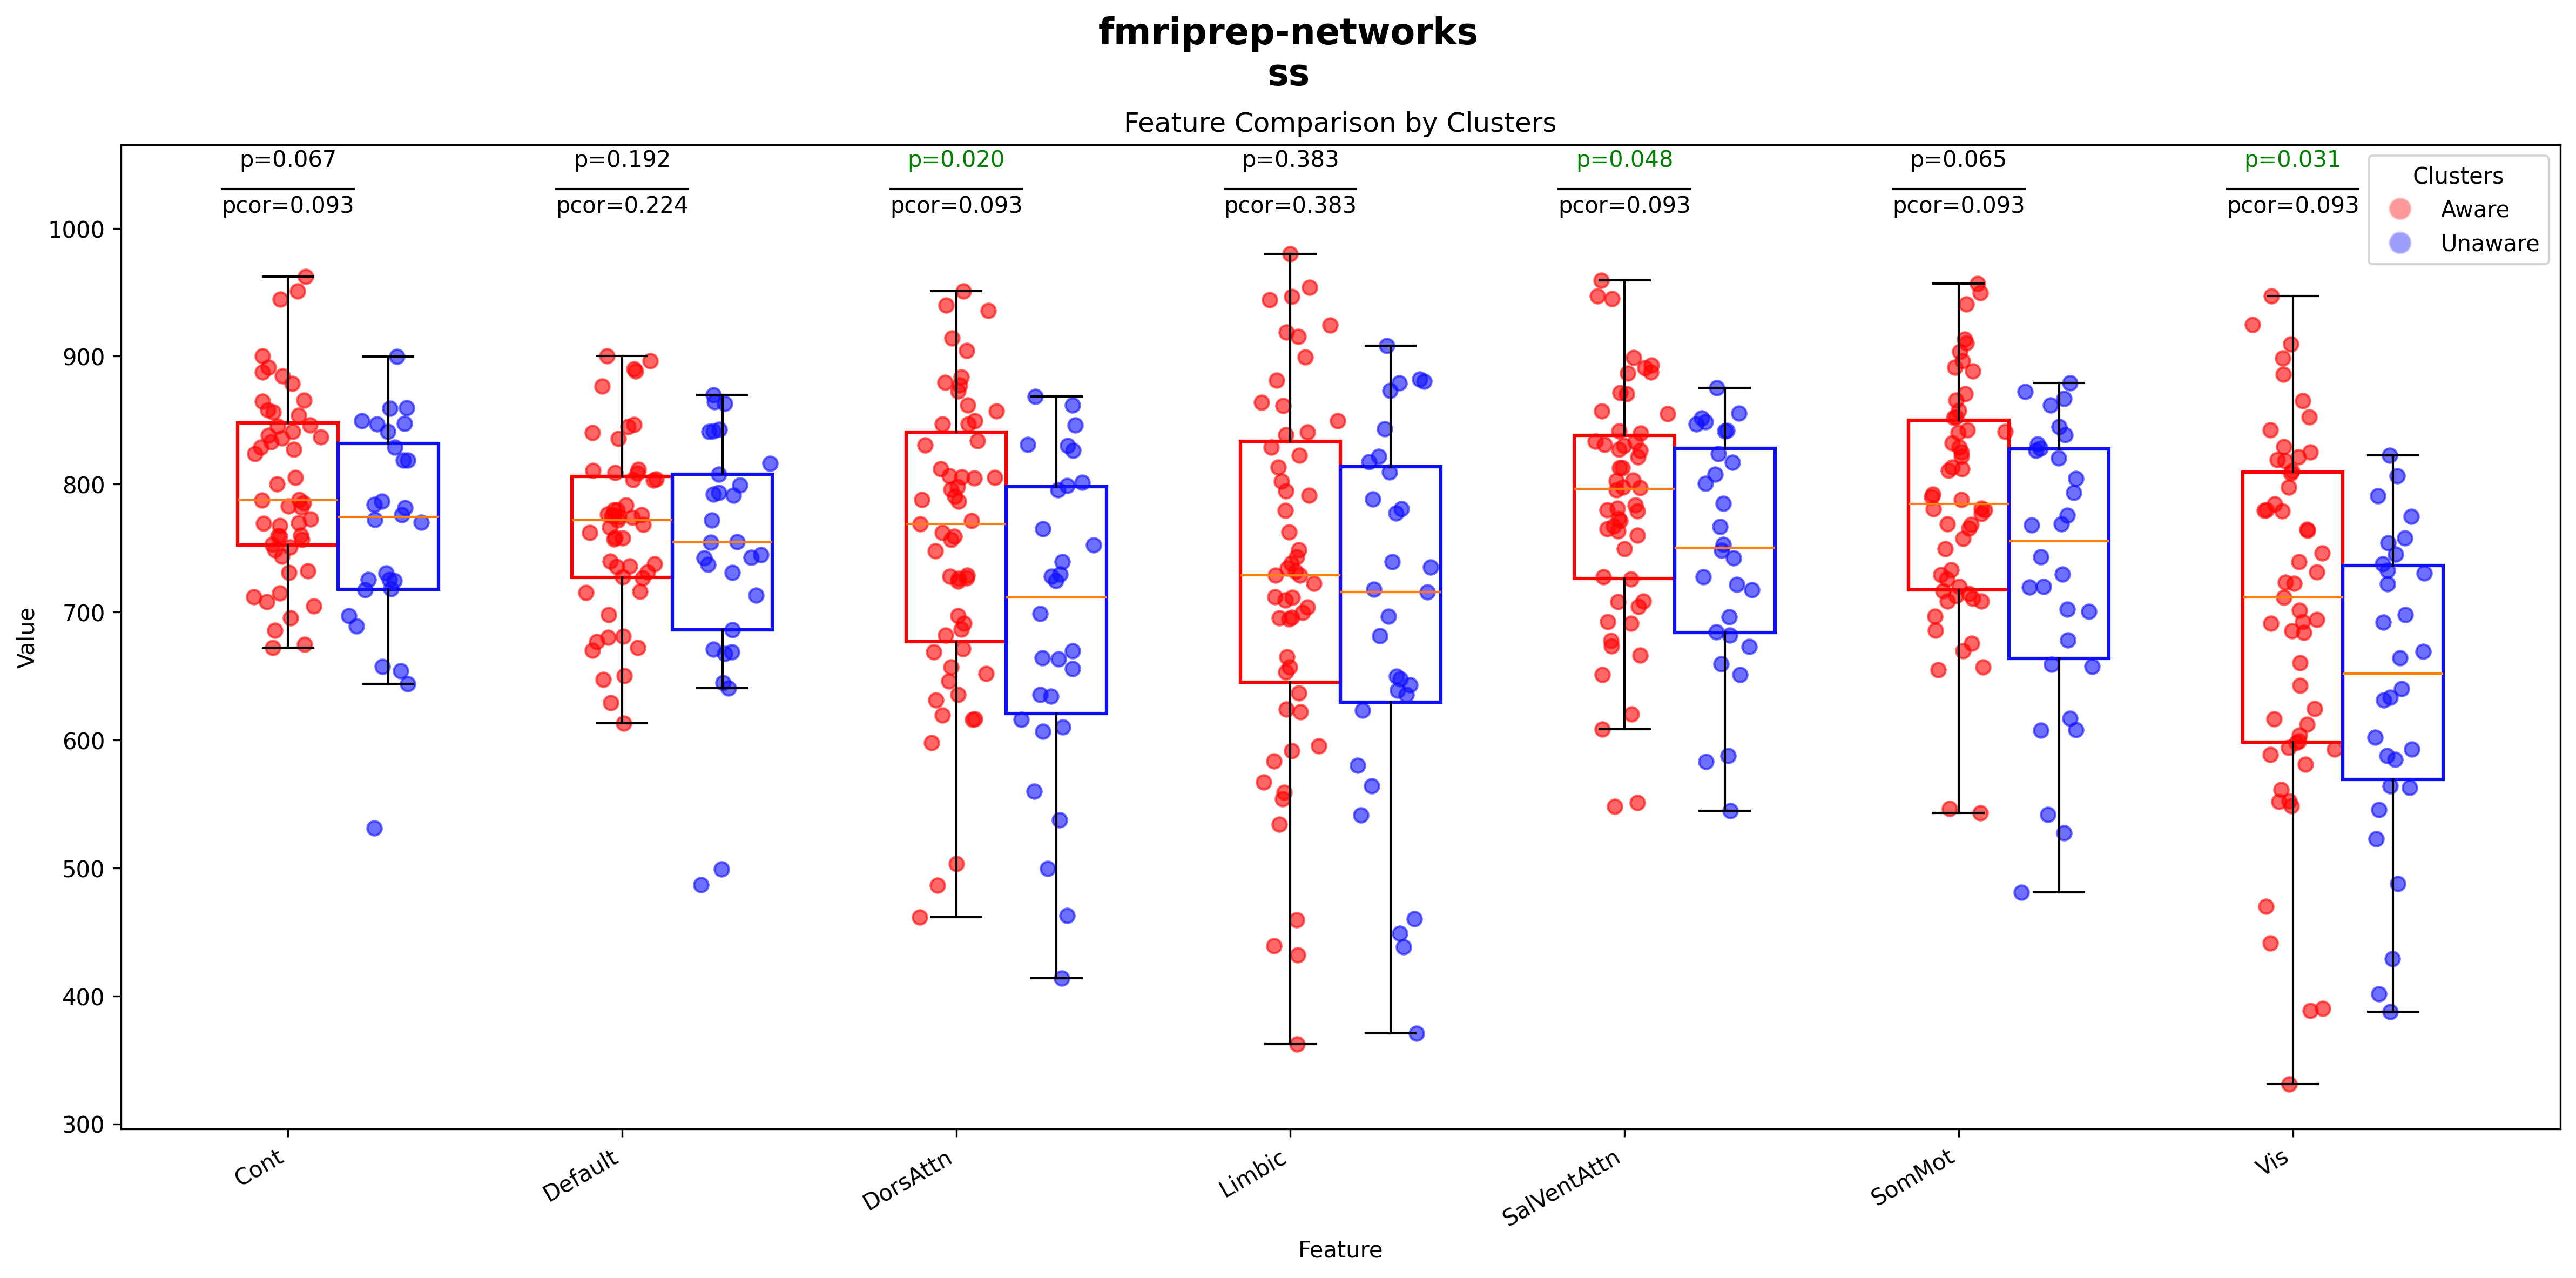 fmriprep-networks
ss
Feature Comparison by Clusters
p=0.067
p=0.192
p=0.020
p=0.383
p=0.048
p=0.065
p=0.031
pcor=0.093
pcor=0.224
pcor=0.093
pcor=0.383
pcor=0.093
pcor=0.093
pcor=0.093
Clusters
Aware
Unaware
1000
900
800
700
600
500
400
300
Value
Cont
Default
DorsAttn
Limbic
SalVentAttn
SomMot
Vis
Feature